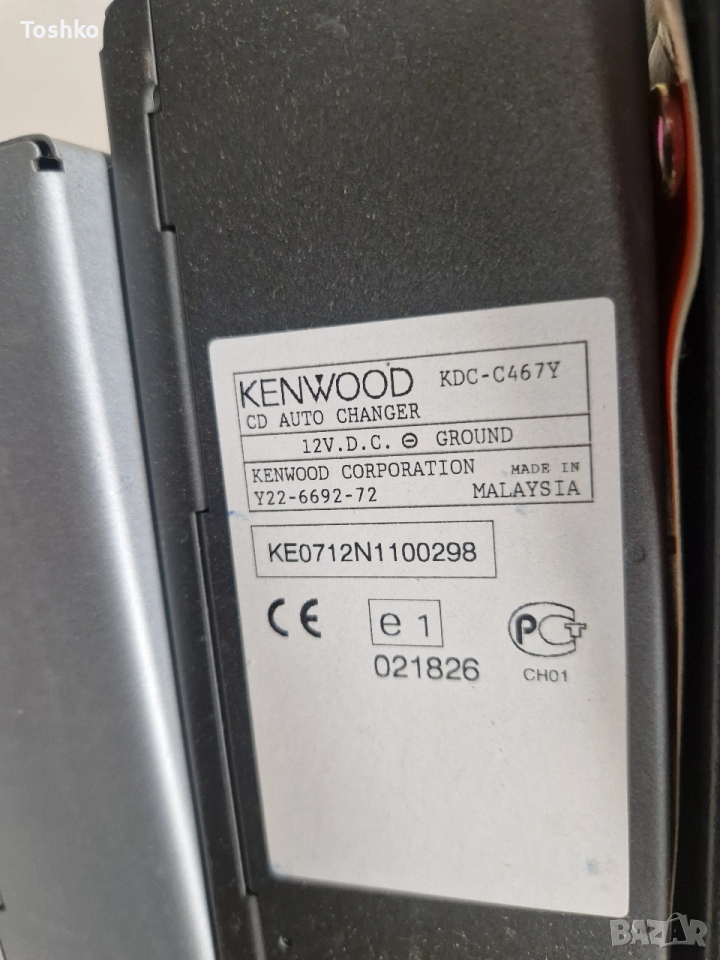 Toshko
KENWOOD KDC-C467Y
CD AUTO CHANGER
12V.D.C. ⊖ GROUND
KENWOOD CORPORATION MADE IN
Y22-6692-72 MALAYSIA
KE0712N1100298
CE e1 PCT
021826 CH01
BAZAR